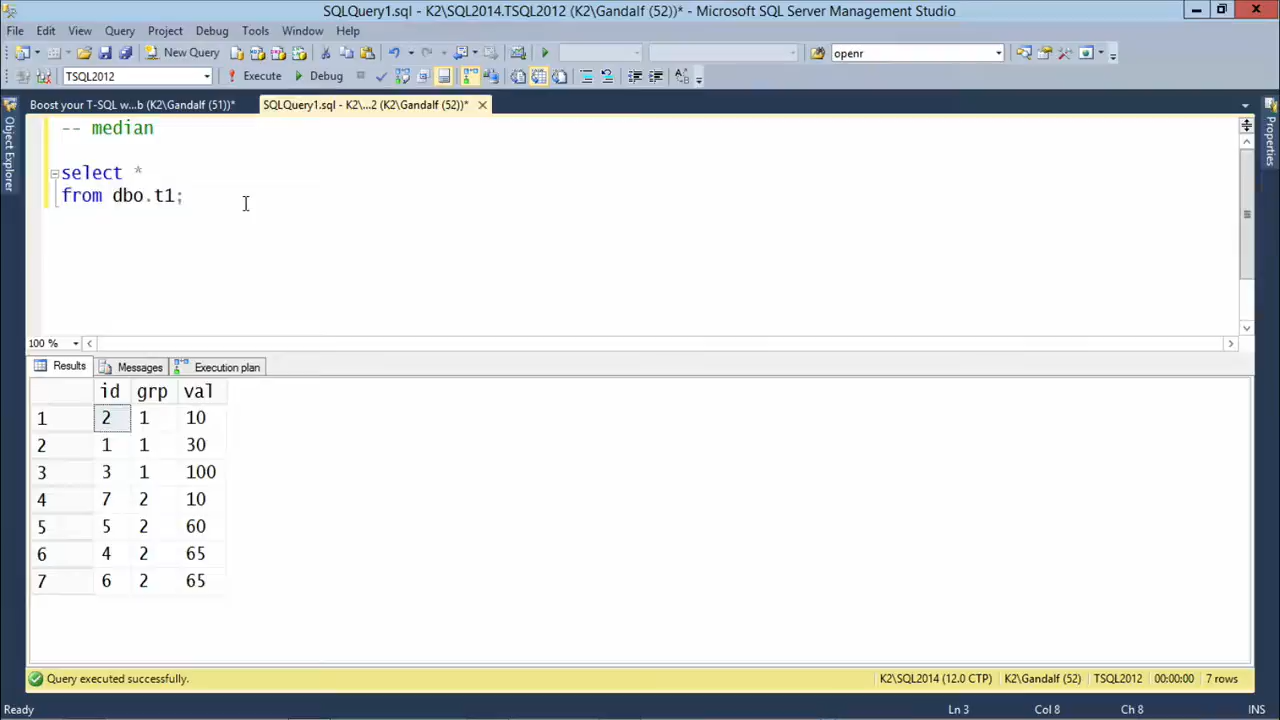 SQLQuery1.sql - K2\SQL2014.TSQL2012 (K2\Gandalf (52))* - Microsoft SQL Server Management Studio
File Edit View Query Project Debug Tools Window Help
New Query openr
TSQL2012 Execute Debug
Boost your T-SQL w...b (K2\Gandalf (51))* SQLQuery1.sql - K2\...2 (K2\Gandalf (52))*
Object Explorer
Properties
-- median
select *
from dbo.t1;
100 %
Results Messages Execution plan
id grp val
1 2 1 10
2 1 1 30
3 3 1 100
4 7 2 10
5 5 2 60
6 4 2 65
7 6 2 65
Query executed successfully. K2\SQL2014 (12.0 CTP) K2\Gandalf (52) TSQL2012 00:00:00 7 rows
Ready Ln 3 Col 8 Ch 8 INS